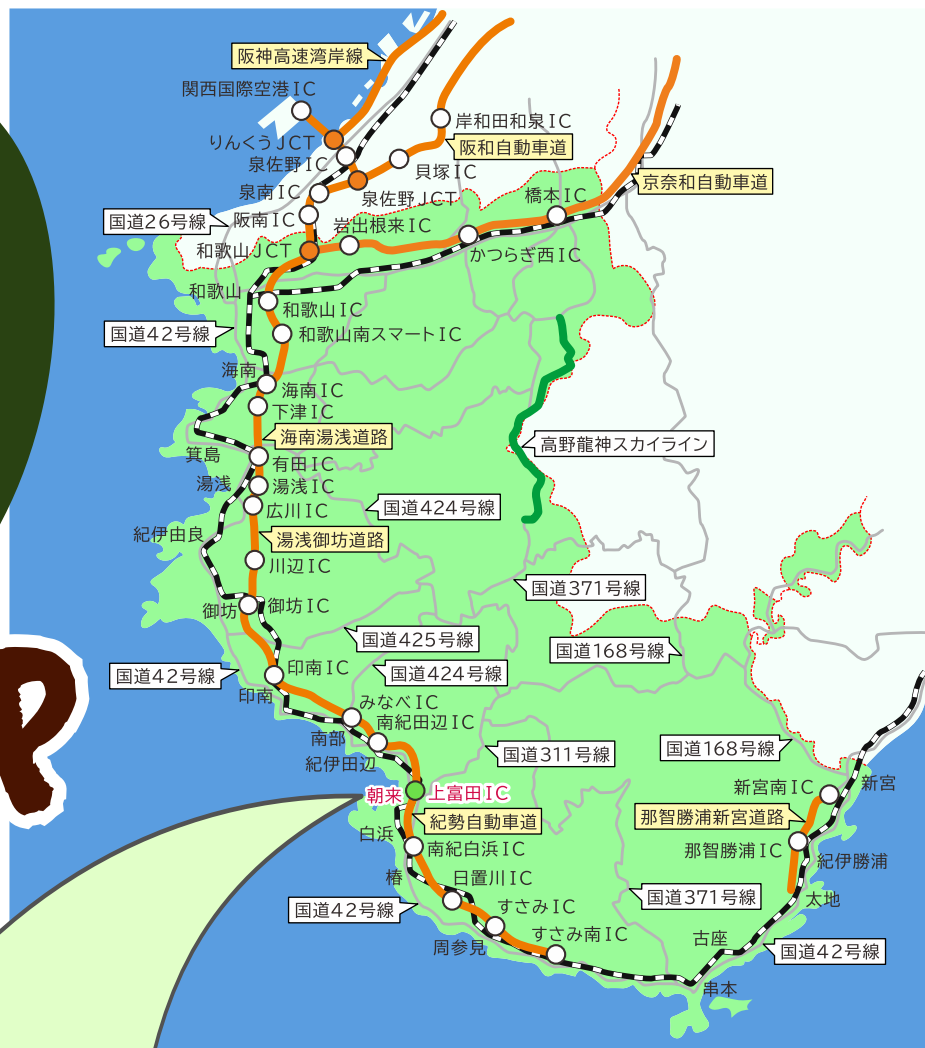 阪神高速湾岸線
関西国際空港IC
岸和田和泉IC
りんくうJCT
阪和自動車道
泉佐野IC
貝塚IC
京奈和自動車道
泉南IC
泉佐野JCT
橋本IC
国道26号線
阪南IC
岩出根来IC
和歌山JCT
かつらぎ西IC
和歌山
和歌山IC
国道42号線
和歌山南スマートIC
海南
海南IC
下津IC
海南湯浅道路
高野龍神スカイライン
箕島
有田IC
湯浅
湯浅IC
国道424号線
広川IC
紀伊由良
湯浅御坊道路
川辺IC
国道371号線
御坊
御坊IC
国道425号線
国道168号線
印南IC
国道424号線
国道42号線
印南
みなべIC
南紀田辺IC
南部
国道311号線
国道168号線
紀伊田辺
新宮
新宮南IC
朝来
上富田IC
紀勢自動車道
那智勝浦新宮道路
白浜
南紀白浜IC
那智勝浦IC
紀伊勝浦
椿
日置川IC
国道371号線
太地
国道42号線
すさみIC
すさみ南IC
古座
周参見
国道42号線
串本